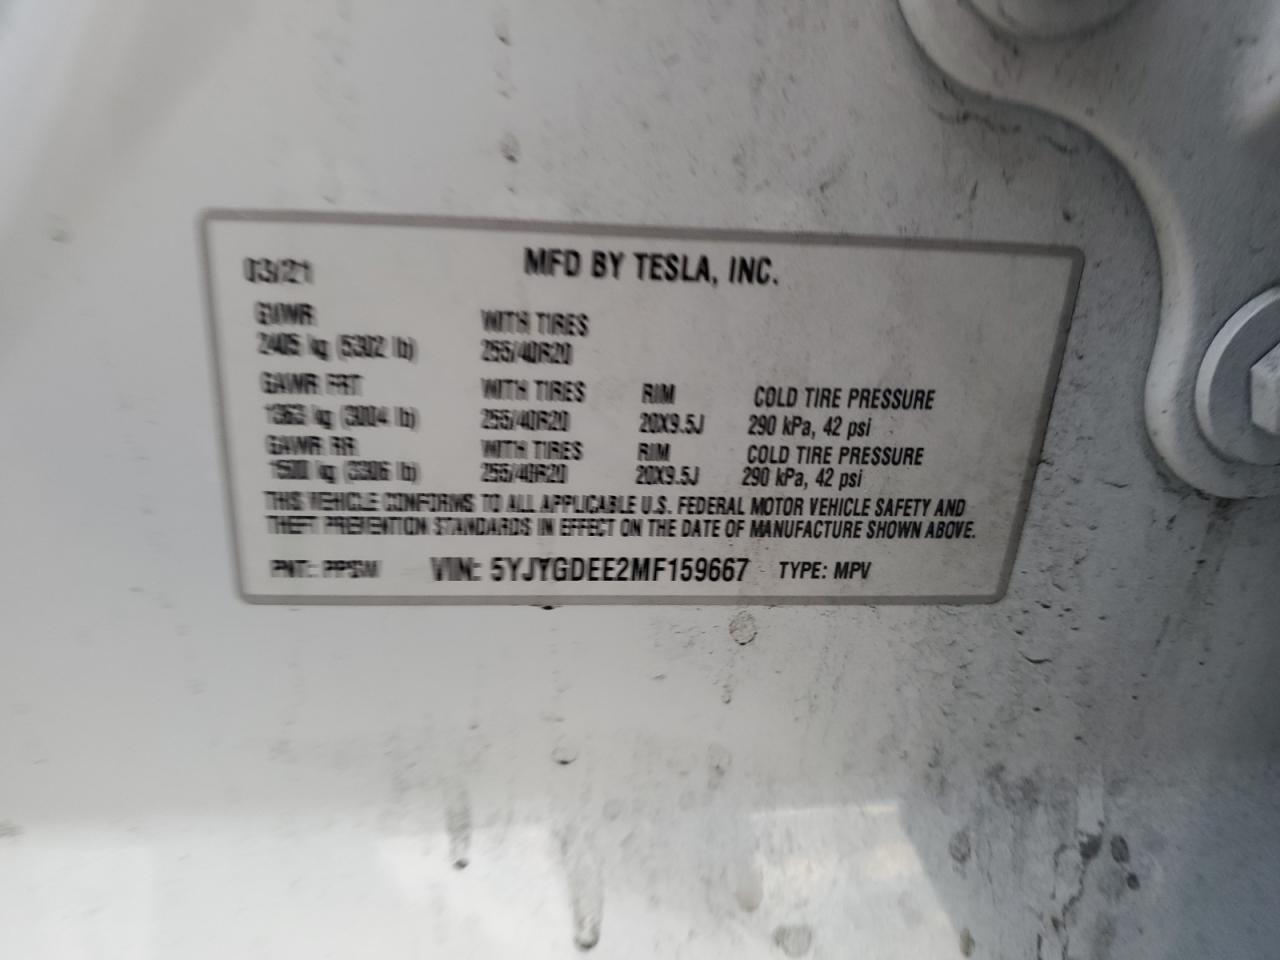 03/21 MFD BY TESLA, INC.
GVWR WITH TIRES
2405 kg (5302 lb) 255/40R20
GAWR FRT WITH TIRES RIM COLD TIRE PRESSURE
1363 kg (3004 lb) 255/40R20 20X9.5J 290 kPa, 42 psi
GAWR RR WITH TIRES RIM COLD TIRE PRESSURE
1500 kg (3306 lb) 255/40R20 20X9.5J 290 kPa, 42 psi
THIS VEHICLE CONFORMS TO ALL APPLICABLE U.S. FEDERAL MOTOR VEHICLE SAFETY AND
THEFT PREVENTION STANDARDS IN EFFECT ON THE DATE OF MANUFACTURE SHOWN ABOVE.
PNT: PPSW VIN: 5YJYGDEE2MF159667 TYPE: MPV